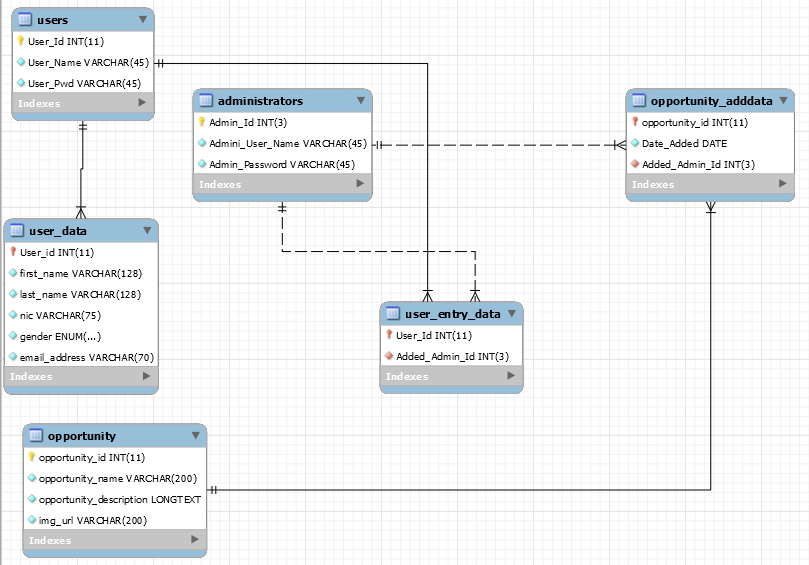 users
User_Id INT(11)
User_Name VARCHAR(45)
User_Pwd VARCHAR(45)
Indexes
administrators
Admin_Id INT(3)
Admini_User_Name VARCHAR(45)
Admin_Password VARCHAR(45)
Indexes
opportunity_adddata
opportunity_id INT(11)
Date_Added DATE
Added_Admin_Id INT(3)
Indexes
user_data
User_id INT(11)
first_name VARCHAR(128)
last_name VARCHAR(128)
nic VARCHAR(75)
gender ENUM(...)
email_address VARCHAR(70)
Indexes
user_entry_data
User_Id INT(11)
Added_Admin_Id INT(3)
Indexes
opportunity
opportunity_id INT(11)
opportunity_name VARCHAR(200)
opportunity_description LONGTEXT
img_url VARCHAR(200)
Indexes